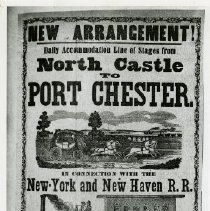 NEW ARRANGEMENT!
Daily Accommodation Line of Stages from
North Castle
TO
PORT CHESTER.
IN CONNECTION WITH THE
New-York and New Haven R.R.